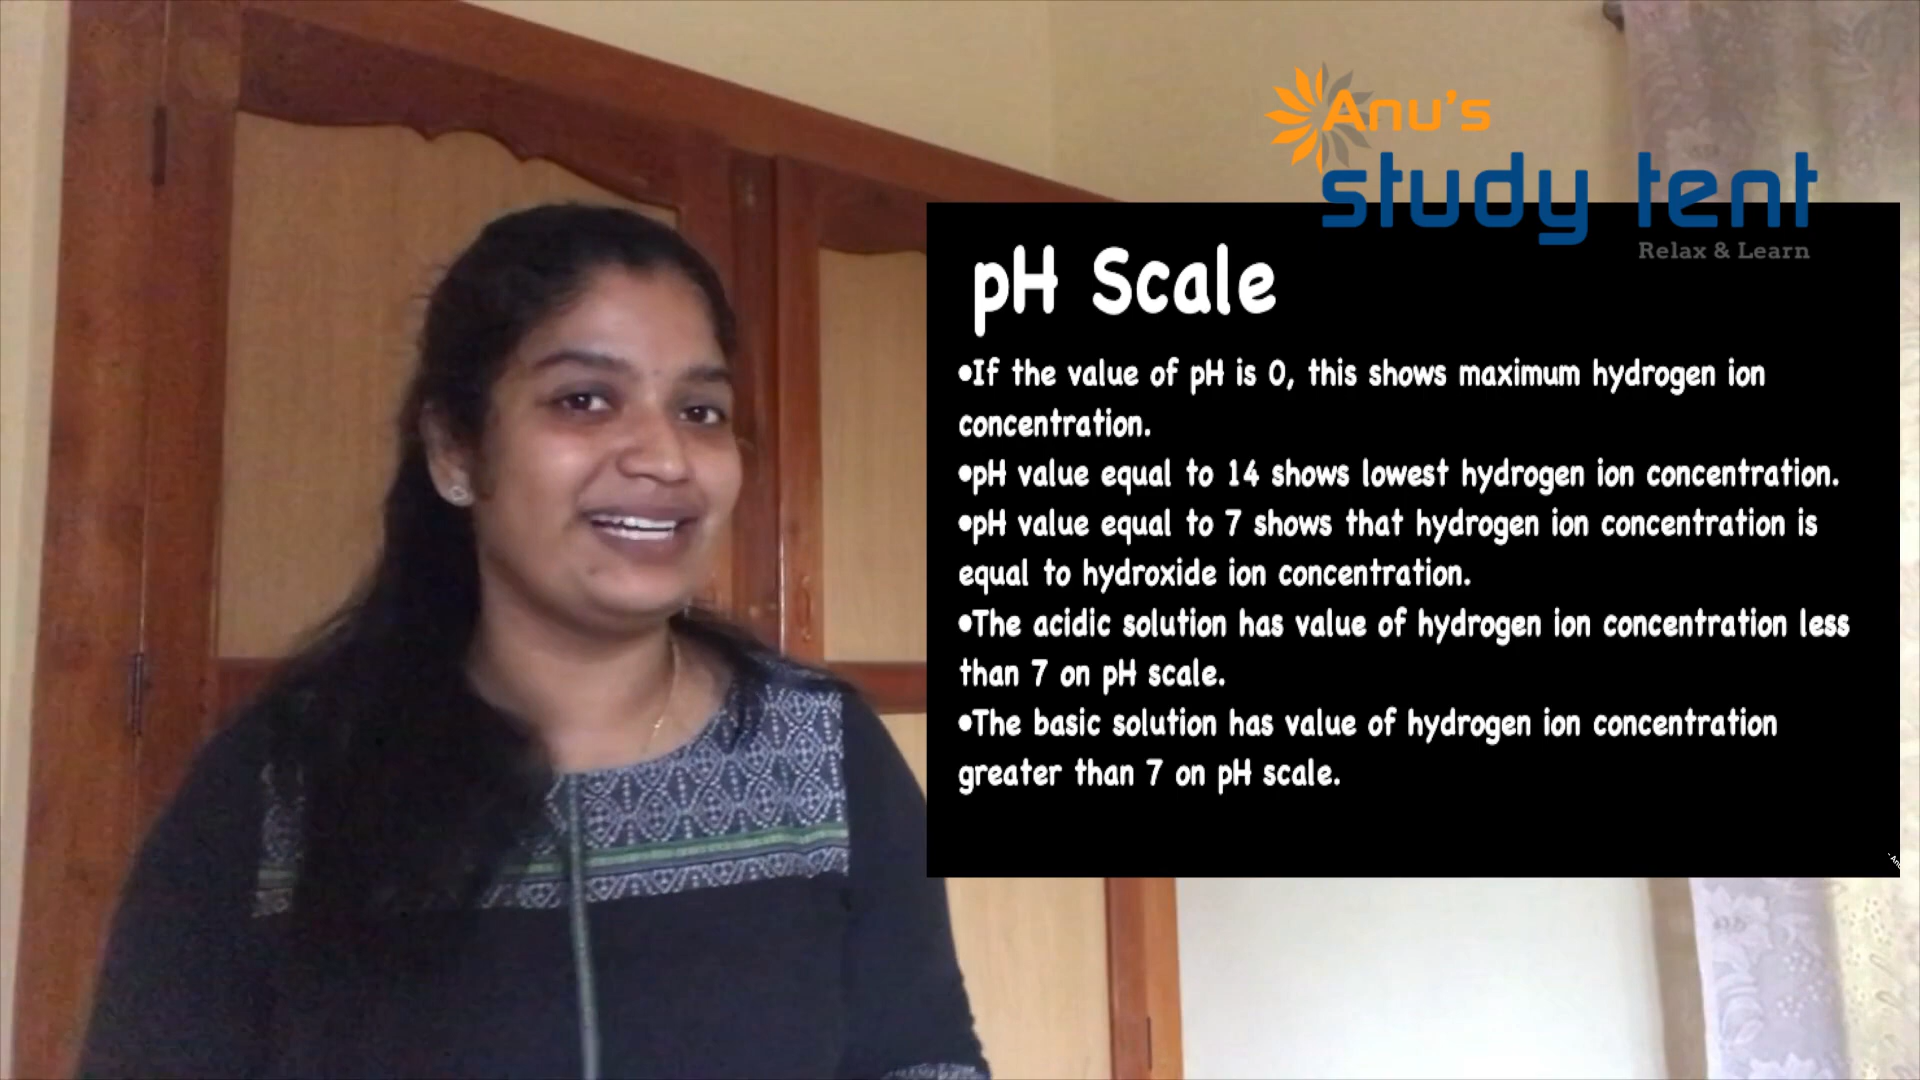 Anu's
study tent
Relax & Learn
pH Scale
•If the value of pH is 0, this shows maximum hydrogen ion
concentration.
•pH value equal to 14 shows lowest hydrogen ion concentration.
•pH value equal to 7 shows that hydrogen ion concentration is
equal to hydroxide ion concentration.
•The acidic solution has value of hydrogen ion concentration less
than 7 on pH scale.
•The basic solution has value of hydrogen ion concentration
greater than 7 on pH scale.